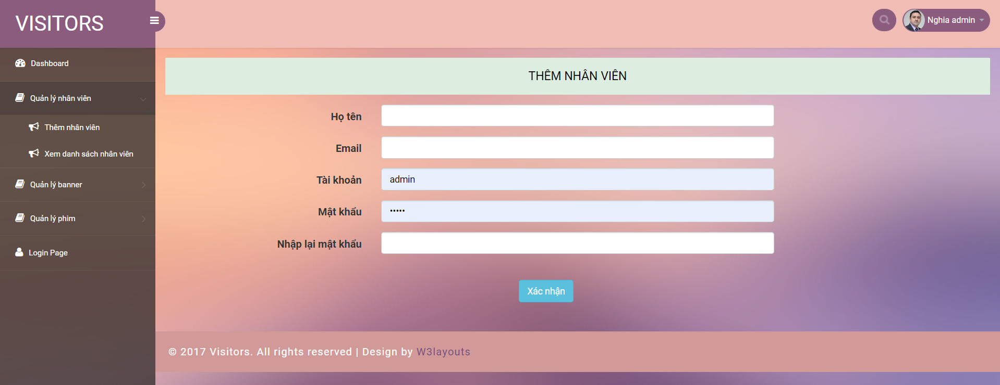 VISITORS
Nghia admin
Dashboard
Quản lý nhân viên
Thêm nhân viên
Xem danh sách nhân viên
Quản lý banner
Quản lý phim
Login Page
THÊM NHÂN VIÊN
Họ tên
Email
Tài khoản admin
Mật khẩu •••••
Nhập lại mật khẩu
Xác nhận
© 2017 Visitors. All rights reserved | Design by W3layouts